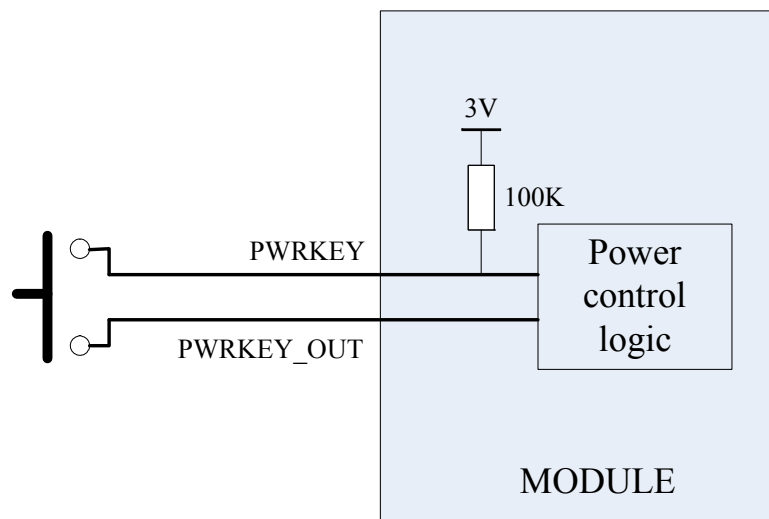 3V
100K
PWRKEY
Power
control
logic
PWRKEY_OUT
MODULE